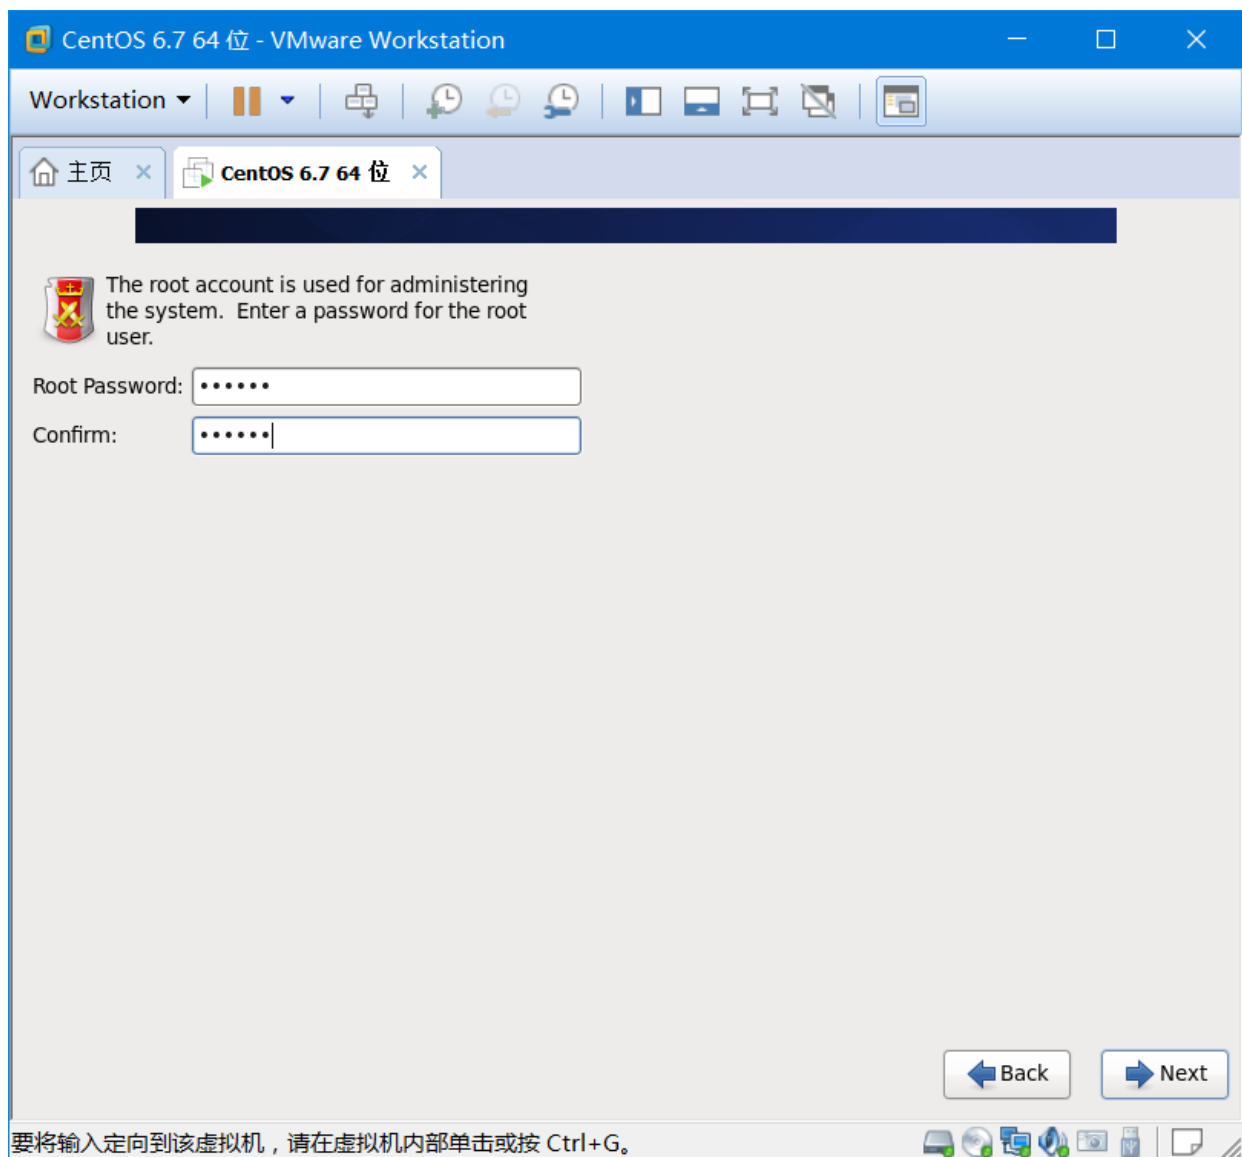 CentOS 6.7 64 位 - VMware Workstation
Workstation
主页
CentOS 6.7 64 位
The root account is used for administering
the system. Enter a password for the root
user.
Root Password: ••••••
Confirm: ••••••
Back
Next
要将输入定向到该虚拟机，请在虚拟机内部单击或按 Ctrl+G。